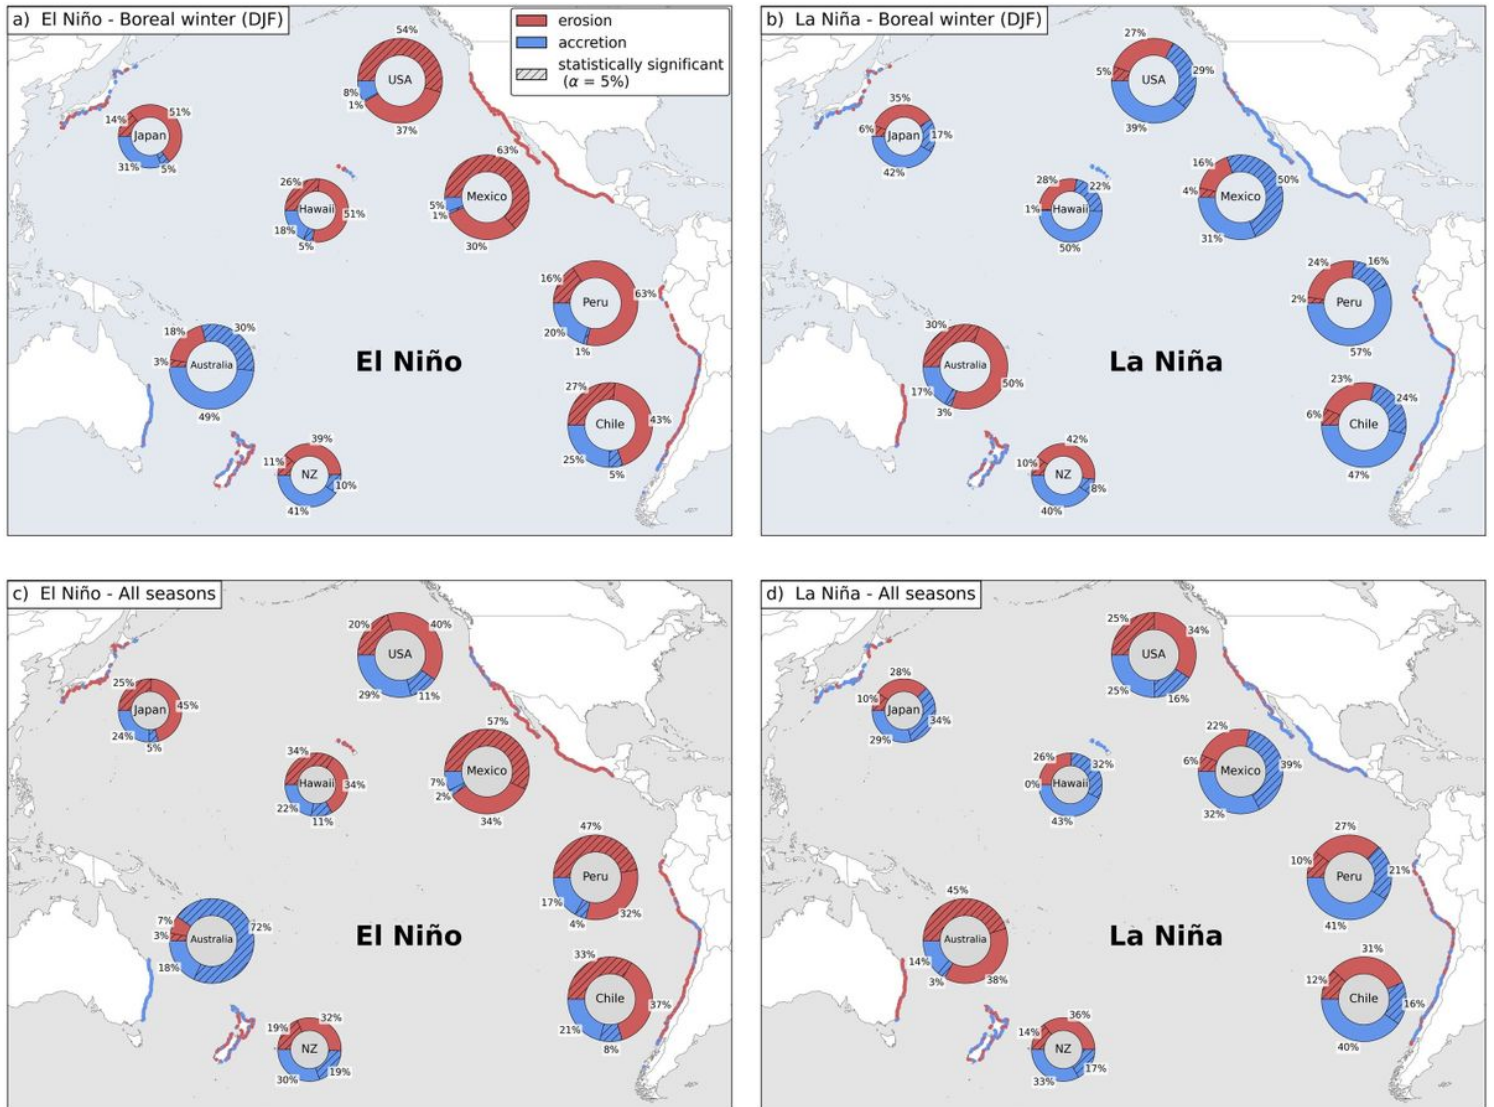 a) El Niño - Boreal winter (DJF)
erosion
accretion
statistically significant
(α = 5%)
54%
USA
8%
1%
37%
51%
14%
Japan
31%
5%
63%
Mexico
5%
1%
30%
26%
Hawaii
51%
18%
5%
16%
Peru
63%
20%
1%
18%
30%
3%
Australia
49%
El Niño
27%
Chile
43%
25%
5%
39%
11%
NZ
10%
41%
b) La Niña - Boreal winter (DJF)
27%
5%
USA
29%
39%
35%
6%
Japan
17%
42%
16%
4%
Mexico
50%
31%
28%
22%
1%
Hawaii
50%
24%
16%
2%
Peru
57%
30%
Australia
50%
17%
3%
La Niña
23%
24%
6%
Chile
47%
42%
10%
NZ
8%
40%
c) El Niño - All seasons
20%
40%
USA
29%
11%
25%
Japan
45%
24%
5%
57%
Mexico
7%
2%
34%
34%
Hawaii
34%
22%
11%
47%
Peru
17%
4%
32%
7%
72%
3%
Australia
18%
El Niño
33%
Chile
37%
21%
8%
32%
19%
NZ
30%
19%
d) La Niña - All seasons
25%
34%
USA
25%
16%
28%
10%
Japan
34%
29%
22%
6%
Mexico
39%
32%
26%
32%
0%
Hawaii
43%
27%
10%
Peru
21%
41%
45%
Australia
14%
3%
38%
La Niña
31%
12%
Chile
16%
40%
36%
14%
NZ
33%
17%